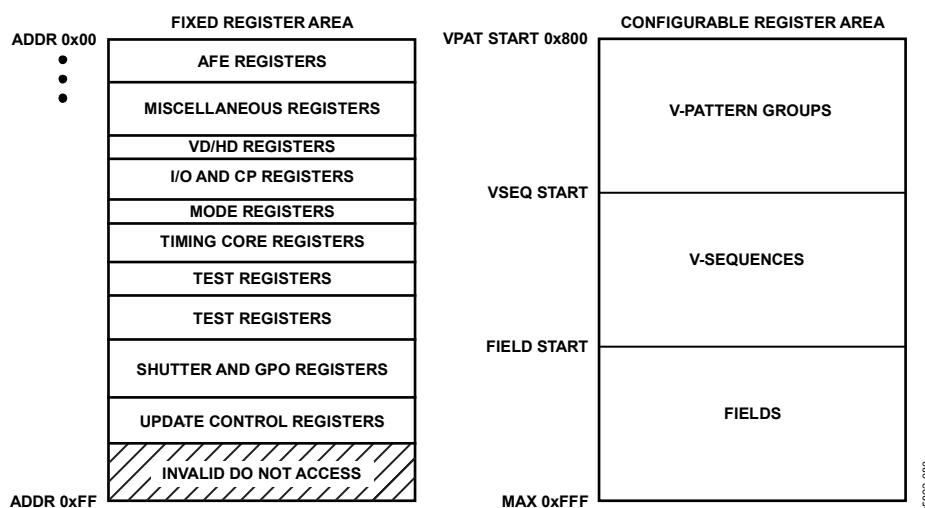 FIXED REGISTER AREA
ADDR 0x00
AFE REGISTERS
MISCELLANEOUS REGISTERS
VD/HD REGISTERS
I/O AND CP REGISTERS
MODE REGISTERS
TIMING CORE REGISTERS
TEST REGISTERS
TEST REGISTERS
SHUTTER AND GPO REGISTERS
UPDATE CONTROL REGISTERS
INVALID DO NOT ACCESS
ADDR 0xFF
CONFIGURABLE REGISTER AREA
VPAT START 0x800
V-PATTERN GROUPS
VSEQ START
V-SEQUENCES
FIELD START
FIELDS
MAX 0xFFF